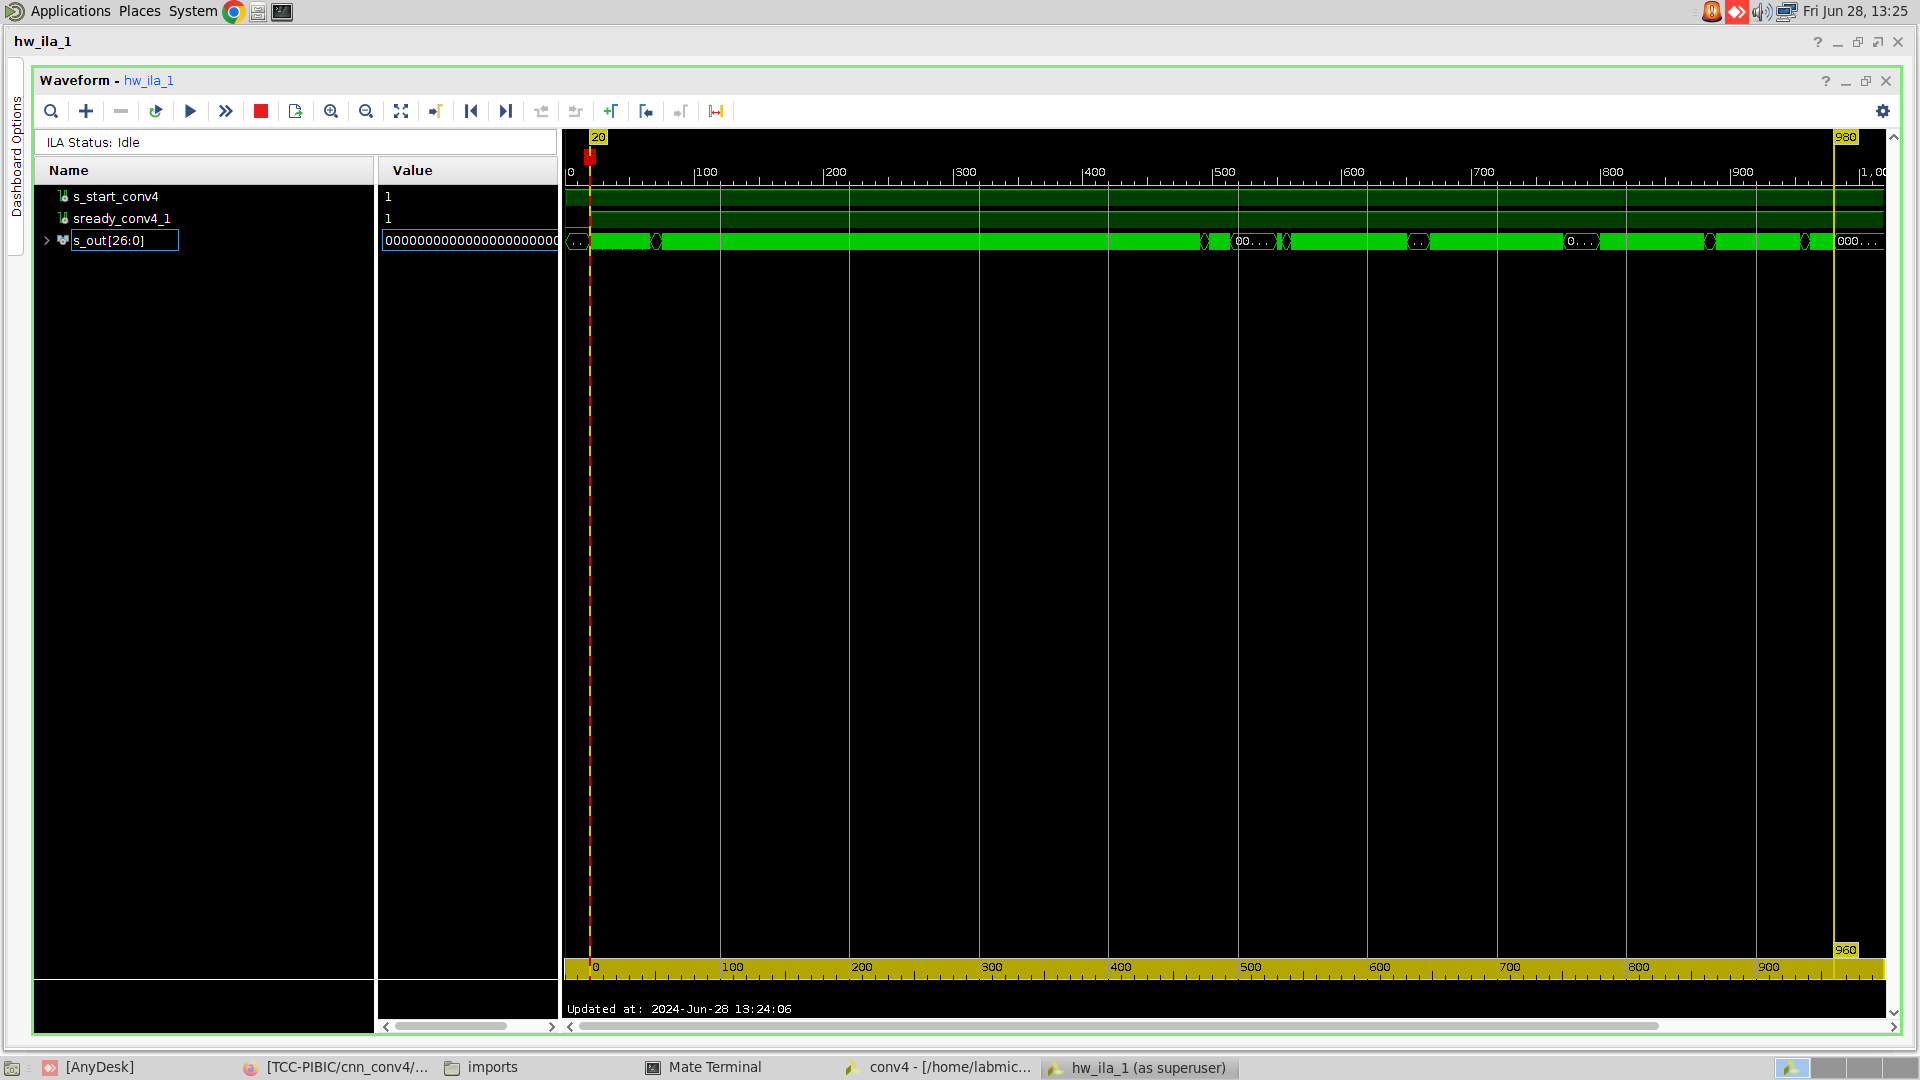 Applications Places System Fri Jun 28, 13:25
hw_ila_1 ?
Dashboard Options
Waveform - hw_ila_1 ?
ILA Status: Idle
20 980
Name Value
0 100 200 300 400 500 600 700 800 900 1,00
s_start_conv4 1
sready_conv4_1 1
s_out[26:0] .. 00... .. 0... 000...
960
0 100 200 300 400 500 600 700 800 900
Updated at: 2024-Jun-28 13:24:06
[AnyDesk] [TCC-PIBIC/cnn_conv4/... imports Mate Terminal conv4 - [/home/labmic... hw_ila_1 (as superuser)